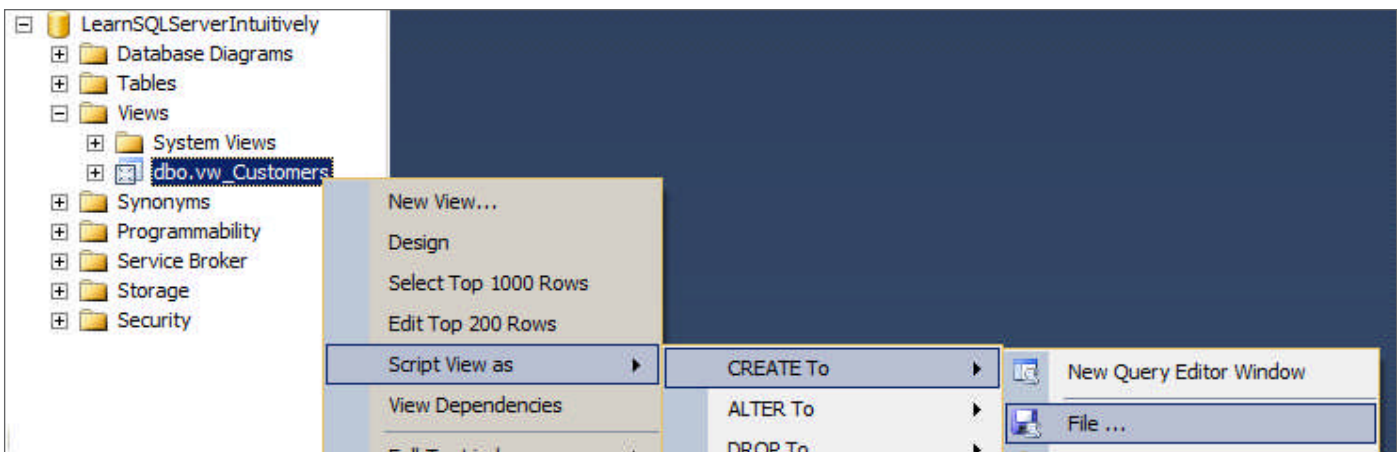 LearnSQLServerIntuitively
Database Diagrams
Tables
Views
System Views
dbo.vw_Customers
Synonyms
Programmability
Service Broker
Storage
Security
New View...
Design
Select Top 1000 Rows
Edit Top 200 Rows
Script View as
View Dependencies
CREATE To
ALTER To
DROP To
New Query Editor Window
File ...